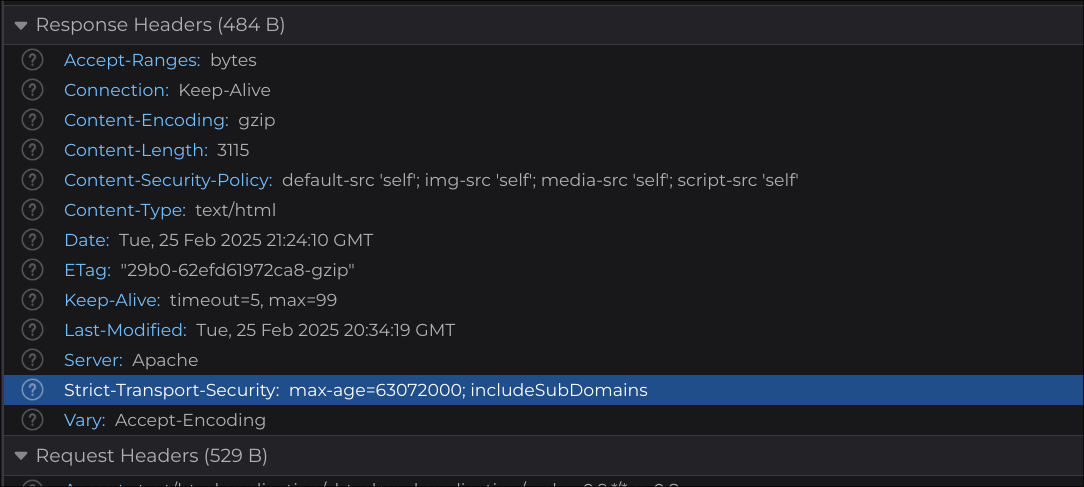 Response Headers (484 B)
Accept-Ranges: bytes
Connection: Keep-Alive
Content-Encoding: gzip
Content-Length: 3115
Content-Security-Policy: default-src 'self'; img-src 'self'; media-src 'self'; script-src 'self'
Content-Type: text/html
Date: Tue, 25 Feb 2025 21:24:10 GMT
ETag: "29b0-62efd61972ca8-gzip"
Keep-Alive: timeout=5, max=99
Last-Modified: Tue, 25 Feb 2025 20:34:19 GMT
Server: Apache
Strict-Transport-Security: max-age=63072000; includeSubDomains
Vary: Accept-Encoding
Request Headers (529 B)